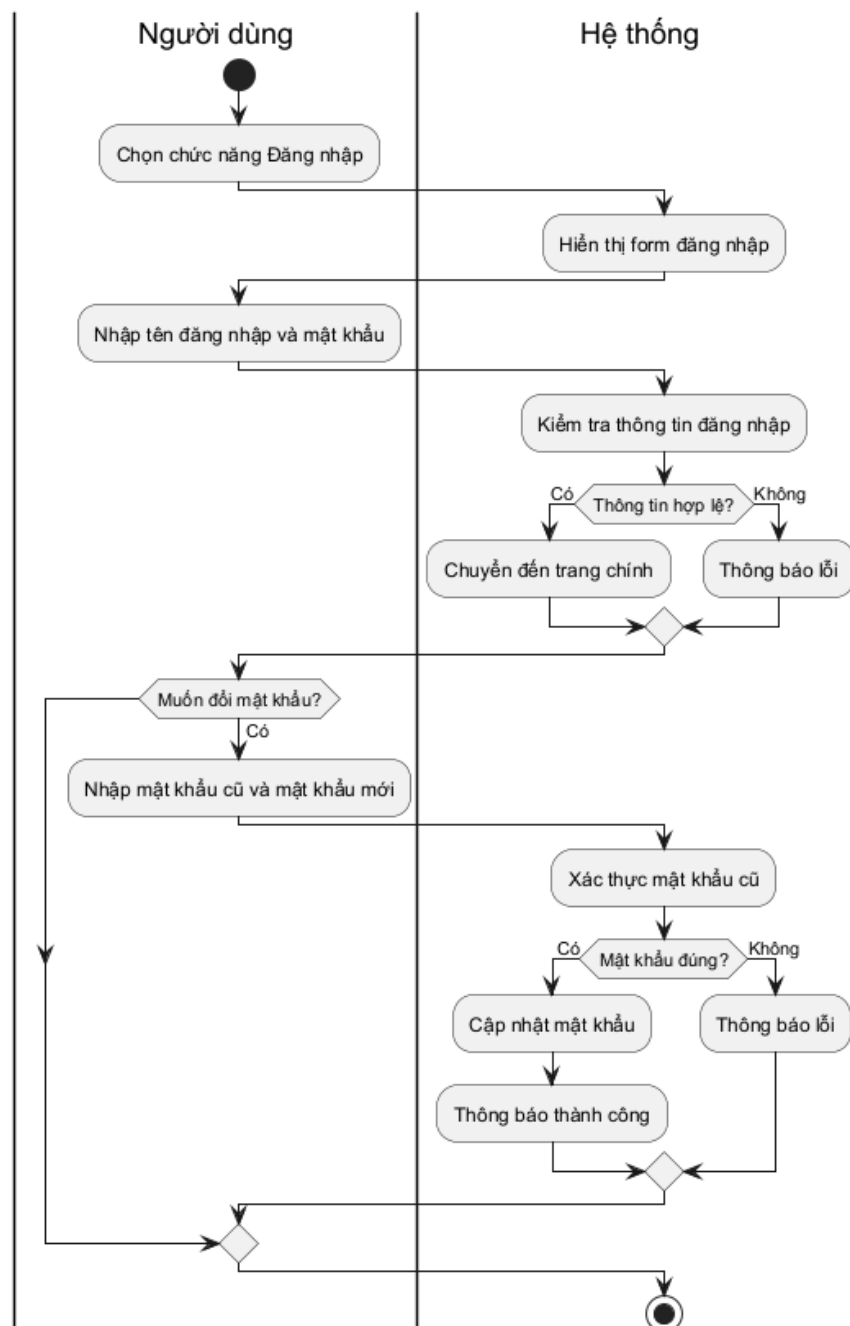 Người dùng
Hệ thống
Chọn chức năng Đăng nhập
Hiển thị form đăng nhập
Nhập tên đăng nhập và mật khẩu
Kiểm tra thông tin đăng nhập
Có
Thông tin hợp lệ?
Không
Chuyển đến trang chính
Thông báo lỗi
Muốn đổi mật khẩu?
Có
Nhập mật khẩu cũ và mật khẩu mới
Xác thực mật khẩu cũ
Có
Mật khẩu đúng?
Không
Cập nhật mật khẩu
Thông báo lỗi
Thông báo thành công